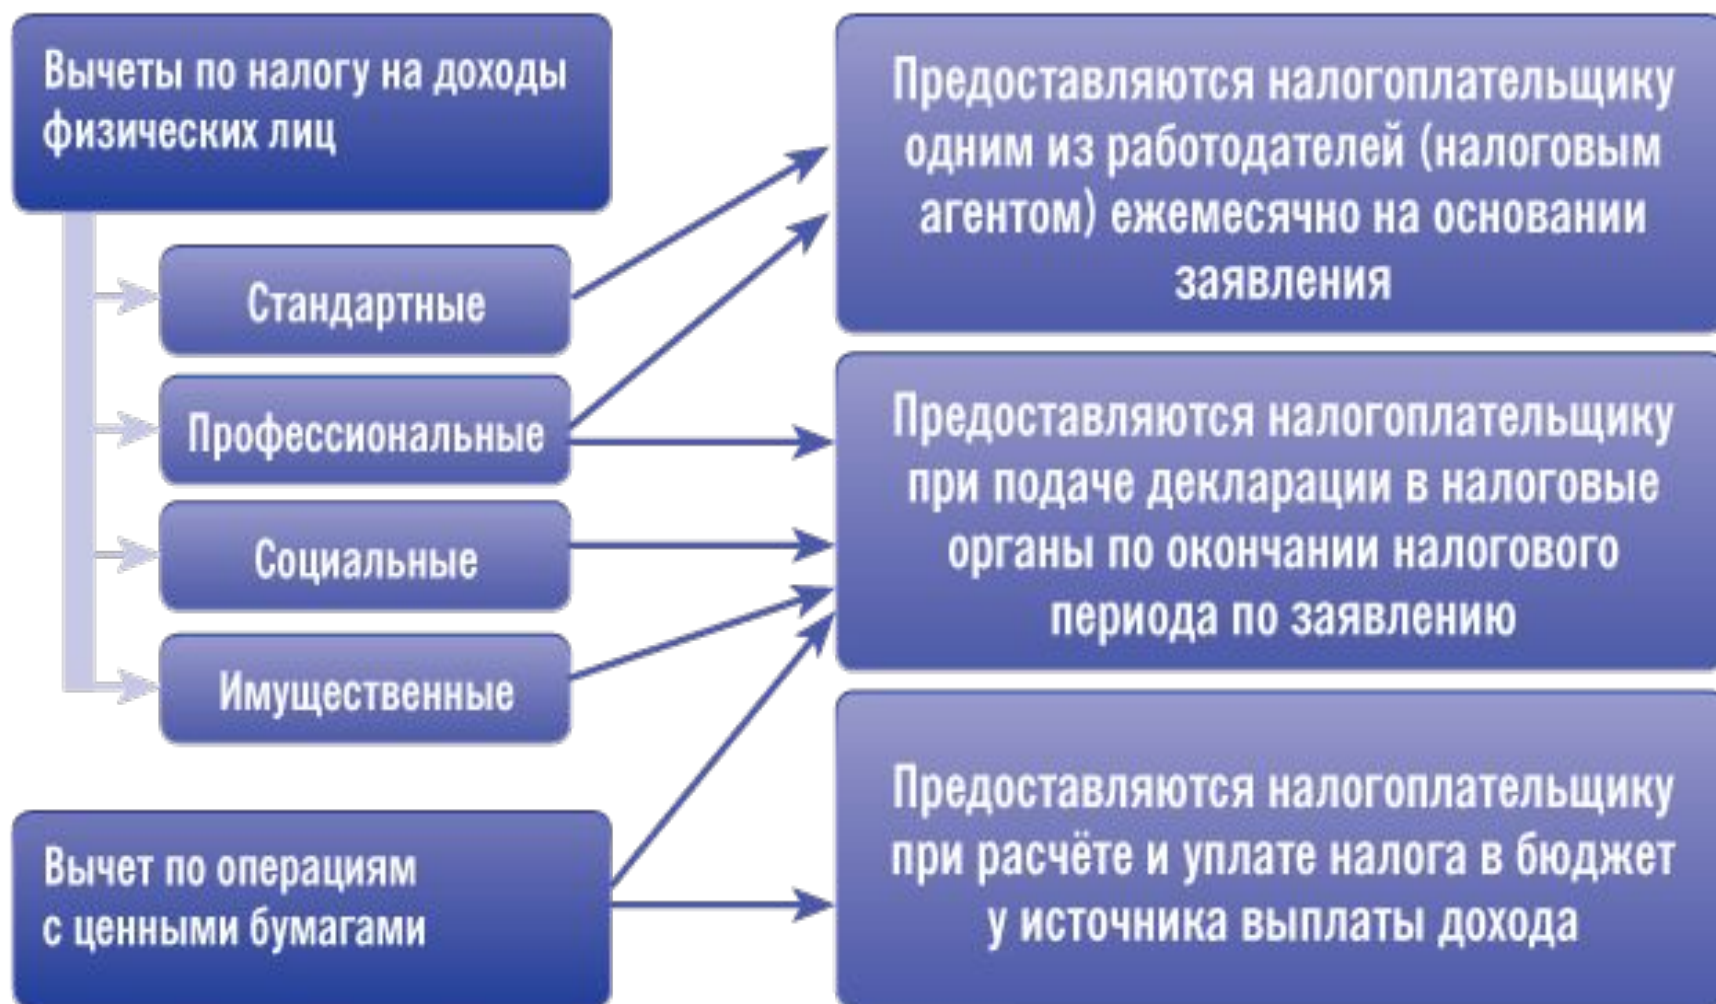 Вычеты по налогу на доходы
физических лиц
Стандартные
Профессиональные
Социальные
Имущественные
Вычет по операциям
с ценными бумагами
Предоставляются налогоплательщику
одним из работодателей (налоговым
агентом) ежемесячно на основании
заявления
Предоставляются налогоплательщику
при подаче декларации в налоговые
органы по окончании налогового
периода по заявлению
Предоставляются налогоплательщику
при расчёте и уплате налога в бюджет
у источника выплаты дохода